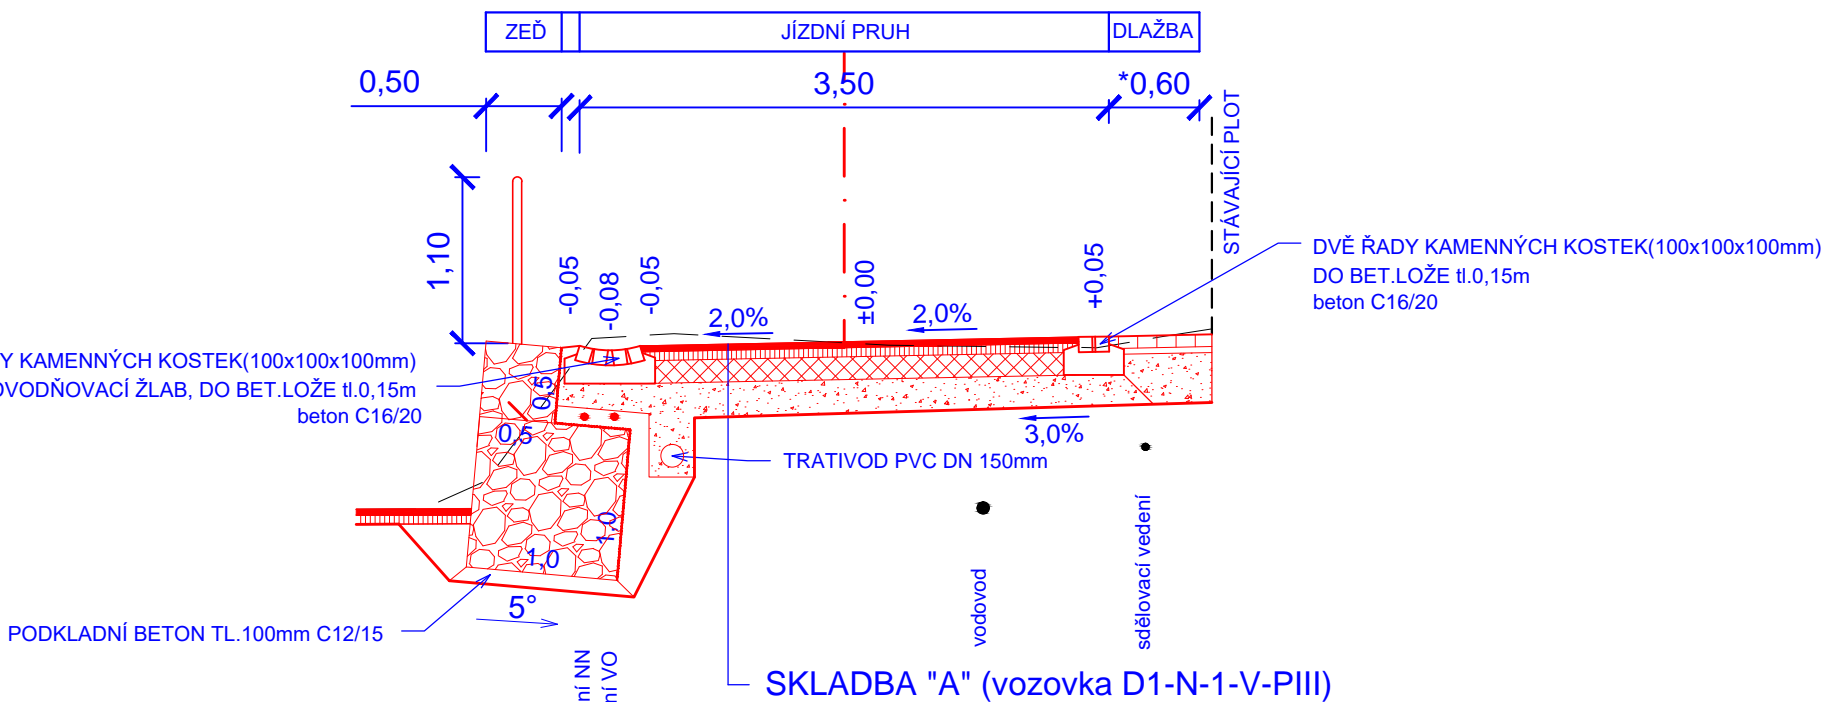 ZEĎ
JÍZDNÍ PRUH
DLAŽBA
0,50
3,50
*0,60
STÁVAJÍCÍ PLOT
1,10
-0,05
-0,08
-0,05
±0,00
+0,05
2,0%
2,0%
DVĚ ŘADY KAMENNÝCH KOSTEK(100x100x100mm)
DO BET.LOŽE tl.0,15m
beton C16/20
KAMENNÝCH KOSTEK(100x100x100mm)
ŽLAB, DO BET.LOŽE tl.0,15m
beton C16/20
0,5
0,5
3,0%
TRATIVOD PVC DN 150mm
1,0
1,0
5°
PODKLADNÍ BETON TL.100mm C12/15
vodovod
sdělovací vedení
ní NN
ní VO
SKLADBA "A" (vozovka D1-N-1-V-PIII)